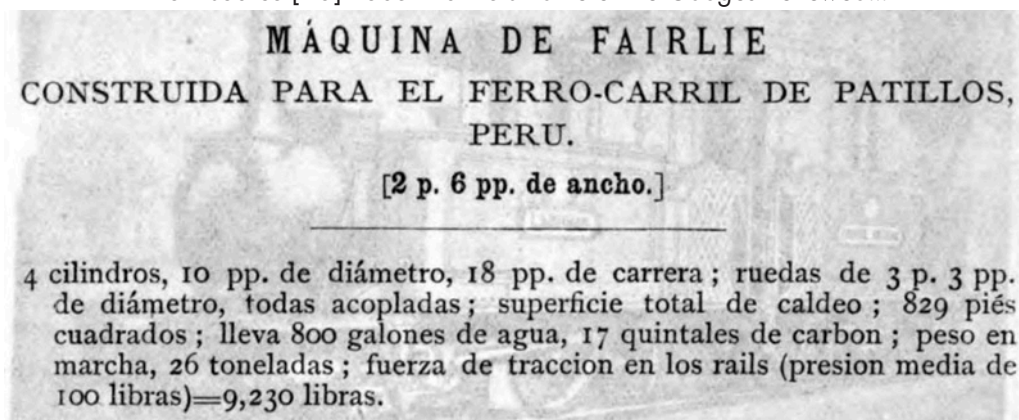 MÁQUINA DE FAIRLIE
CONSTRUIDA PARA EL FERRO-CARRIL DE PATILLOS,
PERU.
[2 p. 6 pp. de ancho.]
4 cilindros, 10 pp. de diámetro, 18 pp. de carrera; ruedas de 3 p. 3 pp.
de diámetro, todas acopladas; superficie total de caldeo; 829 piés
cuadrados; lleva 800 galones de agua, 17 quintales de carbon; peso en
marcha, 26 toneladas; fuerza de traccion en los rails (presion media de
100 libras)=9,230 libras.